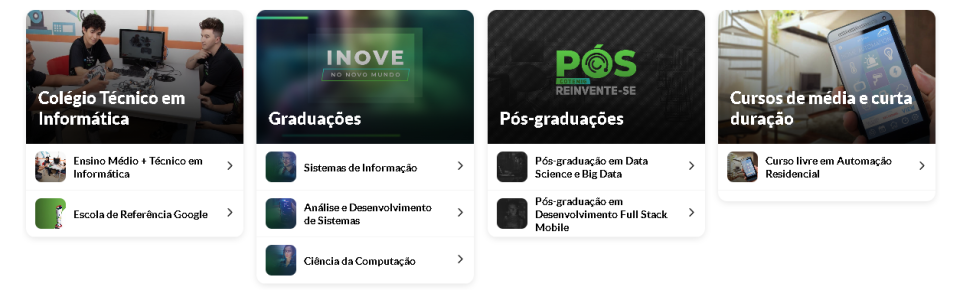 Colégio Técnico em
Informática
Ensino Médio + Técnico em
Informática
Escola de Referência Google
INOVE
NO NOVO MUNDO
Graduações
Sistemas de Informação
Análise e Desenvolvimento
de Sistemas
Ciência da Computação
PÓS
COTEMIG
REINVENTE-SE
Pós-graduações
Pós-graduação em Data
Science e Big Data
Pós-graduação em
Desenvolvimento Full Stack
Mobile
Cursos de média e curta
duração
Curso livre em Automação
Residencial